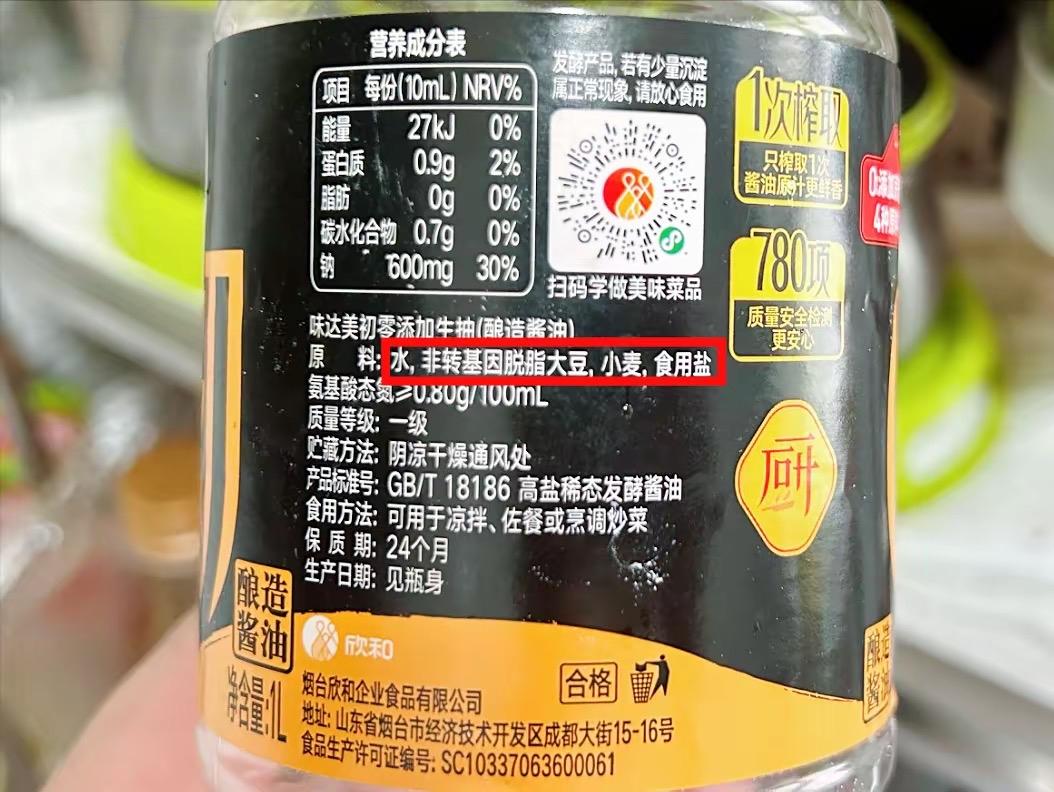 营养成分表
项目 每份(10mL) NRV%
能量 27kJ 0%
蛋白质 0.9g 2%
脂肪 0g 0%
碳水化合物 0.7g 0%
钠 600mg 30%
发酵产品, 若有少量沉淀
属正常现象, 请放心食用
扫码学做美味菜品
1次榨取
只榨取1次
酱油原汁更鲜香
780项
质量安全检测
更安心
0添加
4种原
味达美初零添加生抽(酿造酱油)
原 料: 水, 非转基因脱脂大豆, 小麦, 食用盐
氨基酸态氮≥0.80g/100mL
质量等级: 一级
贮藏方法: 阴凉干燥通风处
产品标准号: GB/T 18186 高盐稀态发酵酱油
食用方法: 可用于凉拌、佐餐或烹调炒菜
保 质 期: 24个月
生产日期: 见瓶身
酿造
酱油
净含量:1L
欣和
合格
烟台欣和企业食品有限公司
地址: 山东省烟台市经济技术开发区成都大街15-16号
食品生产许可证编号: SC10337063600061
酿造
酱油